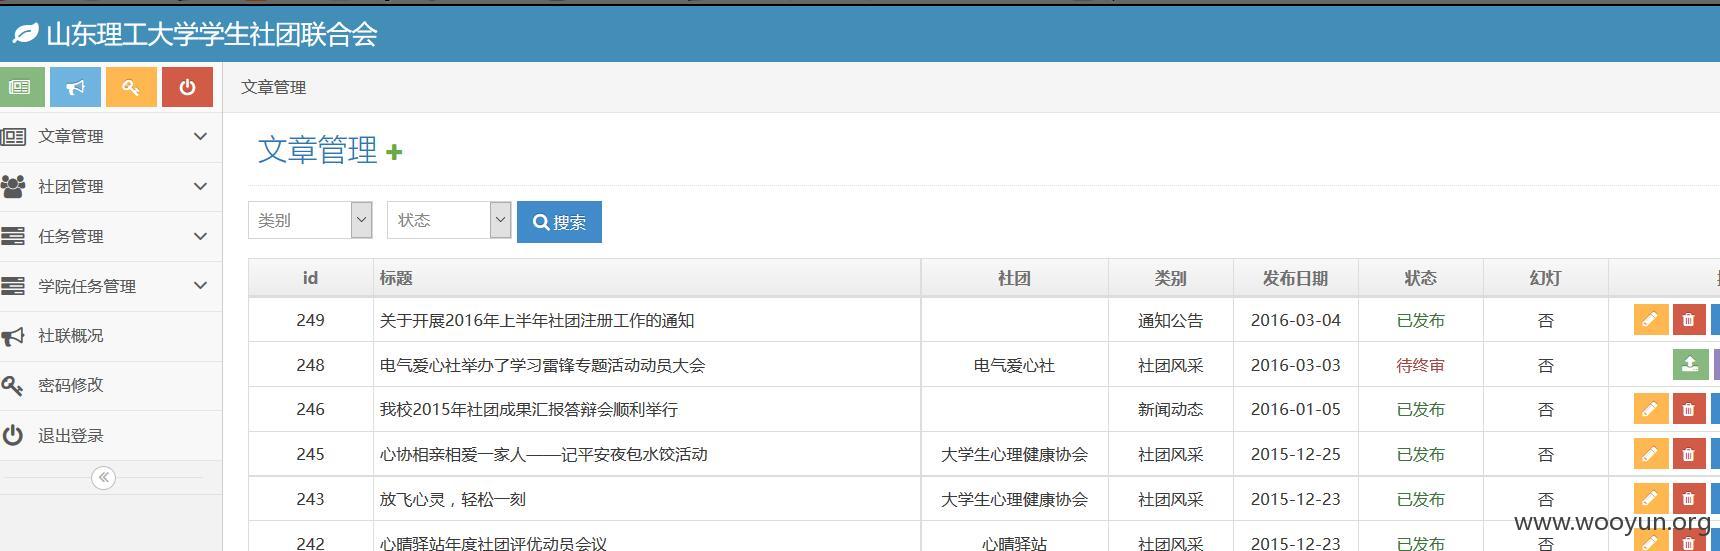 山东理工大学学生社团联合会
文章管理
文章管理
社团管理
任务管理
学院任务管理
社联概况
密码修改
退出登录
文章管理
类别 状态 搜索
id 标题 社团 类别 发布日期 状态 幻灯
249 关于开展2016年上半年社团注册工作的通知 通知公告 2016-03-04 已发布 否
248 电气爱心社举办了学习雷锋专题活动动员大会 电气爱心社 社团风采 2016-03-03 待终审 否
246 我校2015年社团成果汇报答辩会顺利举行 新闻动态 2016-01-05 已发布 否
245 心协相亲相爱一家人——记平安夜包水饺活动 大学生心理健康协会 社团风采 2015-12-25 已发布 否
243 放飞心灵，轻松一刻 大学生心理健康协会 社团风采 2015-12-23 已发布 否
242 心晴驿站年度社团评优动员会议 心晴驿站 社团风采 2015-12-23 已发布 否
www.wooyun.org